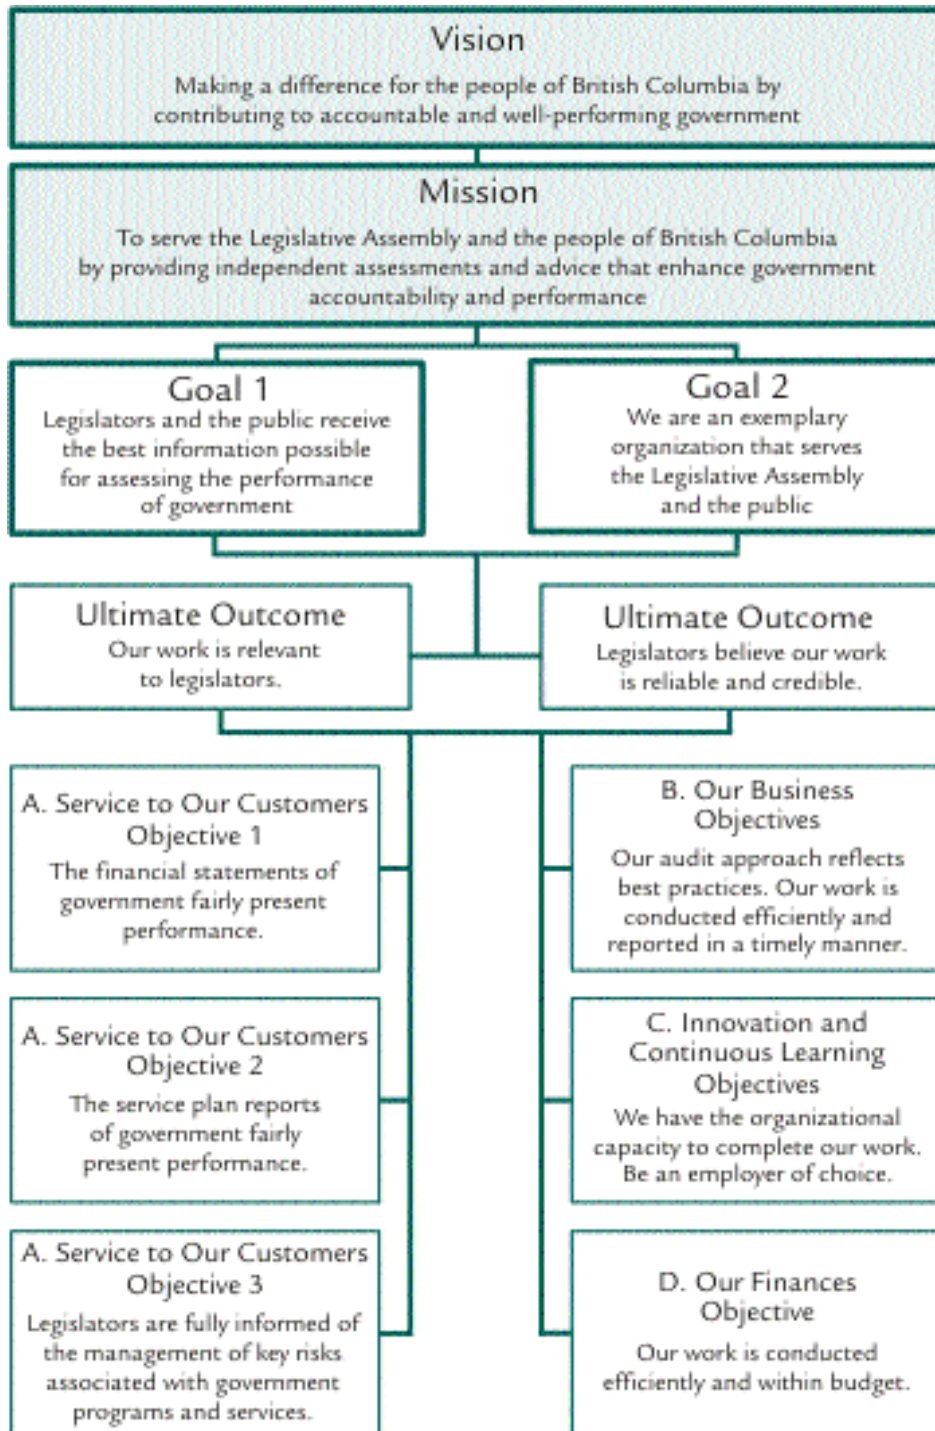 Vision
Making a difference for the people of British Columbia by
contributing to accountable and well-performing government
Mission
To serve the Legislative Assembly and the people of British Columbia
by providing independent assessments and advice that enhance government
accountability and performance
Goal 1
Legislators and the public receive
the best information possible
for assessing the performance
of government
Goal 2
We are an exemplary
organization that serves
the Legislative Assembly
and the public
Ultimate Outcome
Our work is relevant
to legislators.
Ultimate Outcome
Legislators believe our work
is reliable and credible.
A. Service to Our Customers
Objective 1
The financial statements of
government fairly present
performance.
B. Our Business
Objectives
Our audit approach reflects
best practices. Our work is
conducted efficiently and
reported in a timely manner.
A. Service to Our Customers
Objective 2
The service plan reports
of government fairly
present performance.
C. Innovation and
Continuous Learning
Objectives
We have the organizational
capacity to complete our work.
Be an employer of choice.
A. Service to Our Customers
Objective 3
Legislators are fully informed of
the management of key risks
associated with government
programs and services.
D. Our Finances
Objective
Our work is conducted
efficiently and within budget.